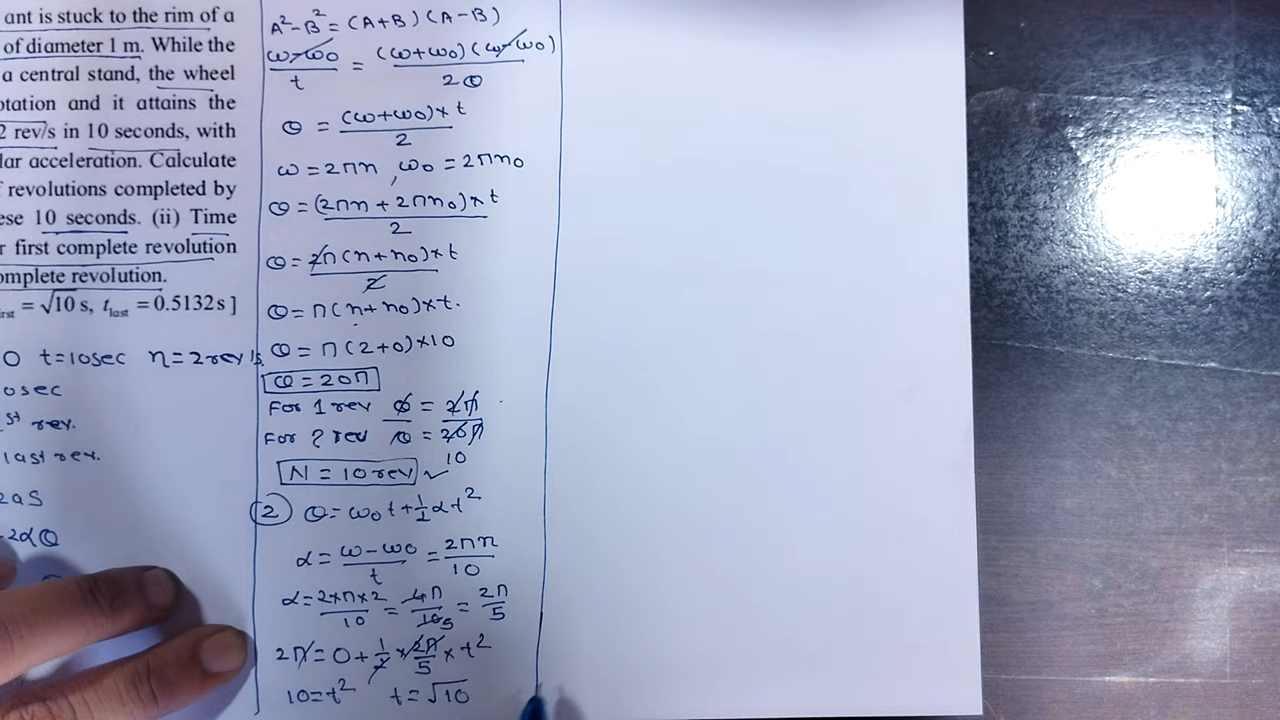 ant is stuck to the rim of a
of diameter 1 m. While the
a central stand, the wheel
otation and it attains the
2 rev/s in 10 seconds, with
lar acceleration. Calculate
f revolutions completed by
ese 10 seconds. (ii) Time
r first complete revolution
omplete revolution.
irst = √10 s, t_last = 0.5132 s ]
0 t=10sec n=2rev/s.
osec
st rev.
last rev.
2as
2αθ
A²-B² = (A+B)(A-B)
(ω-ω0)/t = (ω+ω0)(ω-ω0)/2θ
θ = (ω+ω0)×t/2
ω=2πn, ω0=2πn0
θ = (2πn + 2πn0)×t/2
θ = 2π(n+n0)×t/2
θ=π(n+n0)×t.
θ = π(2+0)×10
θ=20π
For 1 rev θ = 2π
For ? rev θ = 20π
10
N = 10 rev ✓
2 θ=ω0t+½αt²
α = (ω-ω0)/t = 2πn/10
α = 2×π×2/10 = 4π/10 5 = 2π/5
2π=0+1/2×2π/5×t²
10=t² t=√10